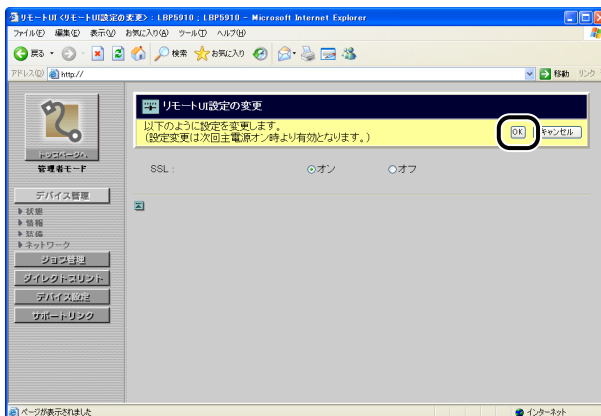 リモートUI <リモートUI設定の変更> : LBP5910 ; LBP5910 - Microsoft Internet Explorer
ファイル(F) 編集(E) 表示(V) お気に入り(A) ツール(T) ヘルプ(H)
戻る 検索 お気に入り
アドレス(D) http:// 移動 リンク
リモートUI設定の変更
以下のように設定を変更します。
(設定変更は次回主電源オン時より有効となります。)
OK キャンセル
トップページへ
管理者モード
SSL : オン オフ
デバイス管理
状態
情報
装備
ネットワーク
ジョブ管理
ダイレクトプリント
デバイス設定
サポートリンク
ページが表示されました インターネット